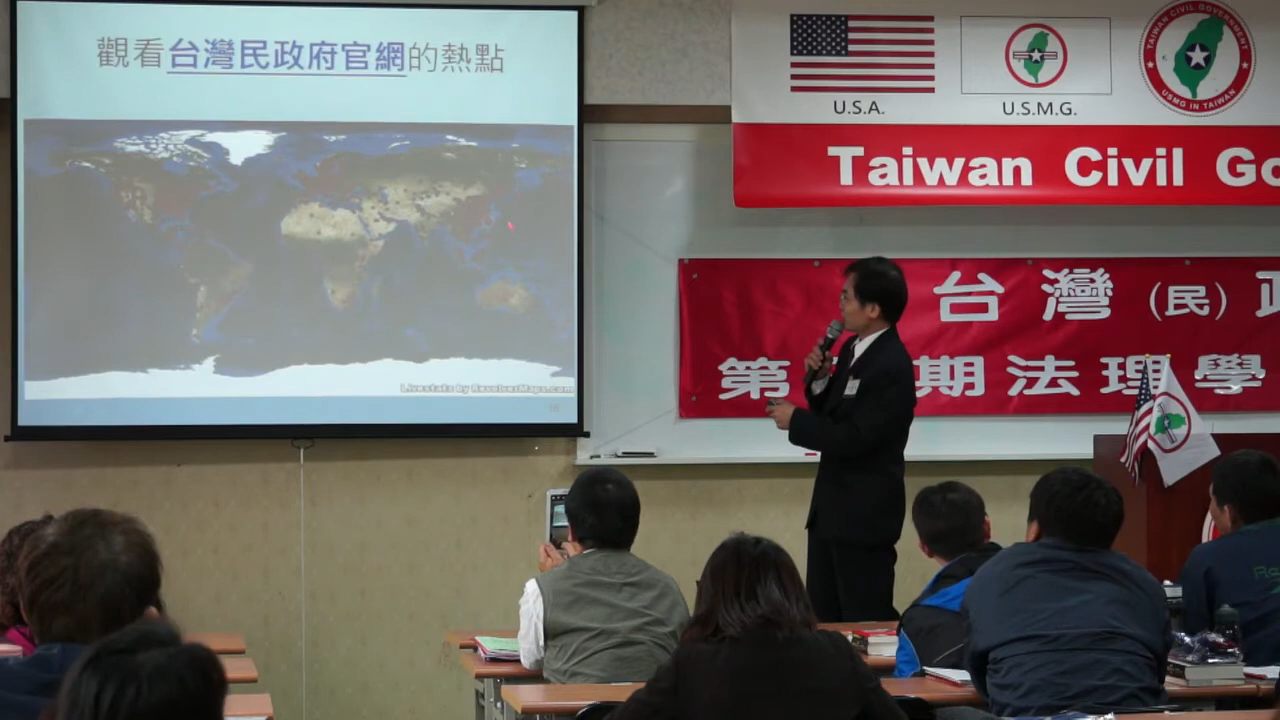 觀看台灣民政府官網的熱點
Livestats by RevolverMaps.com
U.S.A.
U.S.M.G.
TAIWAN CIVIL GOVERNMENT
USMG IN TAIWAN
Taiwan Civil Go
台灣(民)政
第 期法理學